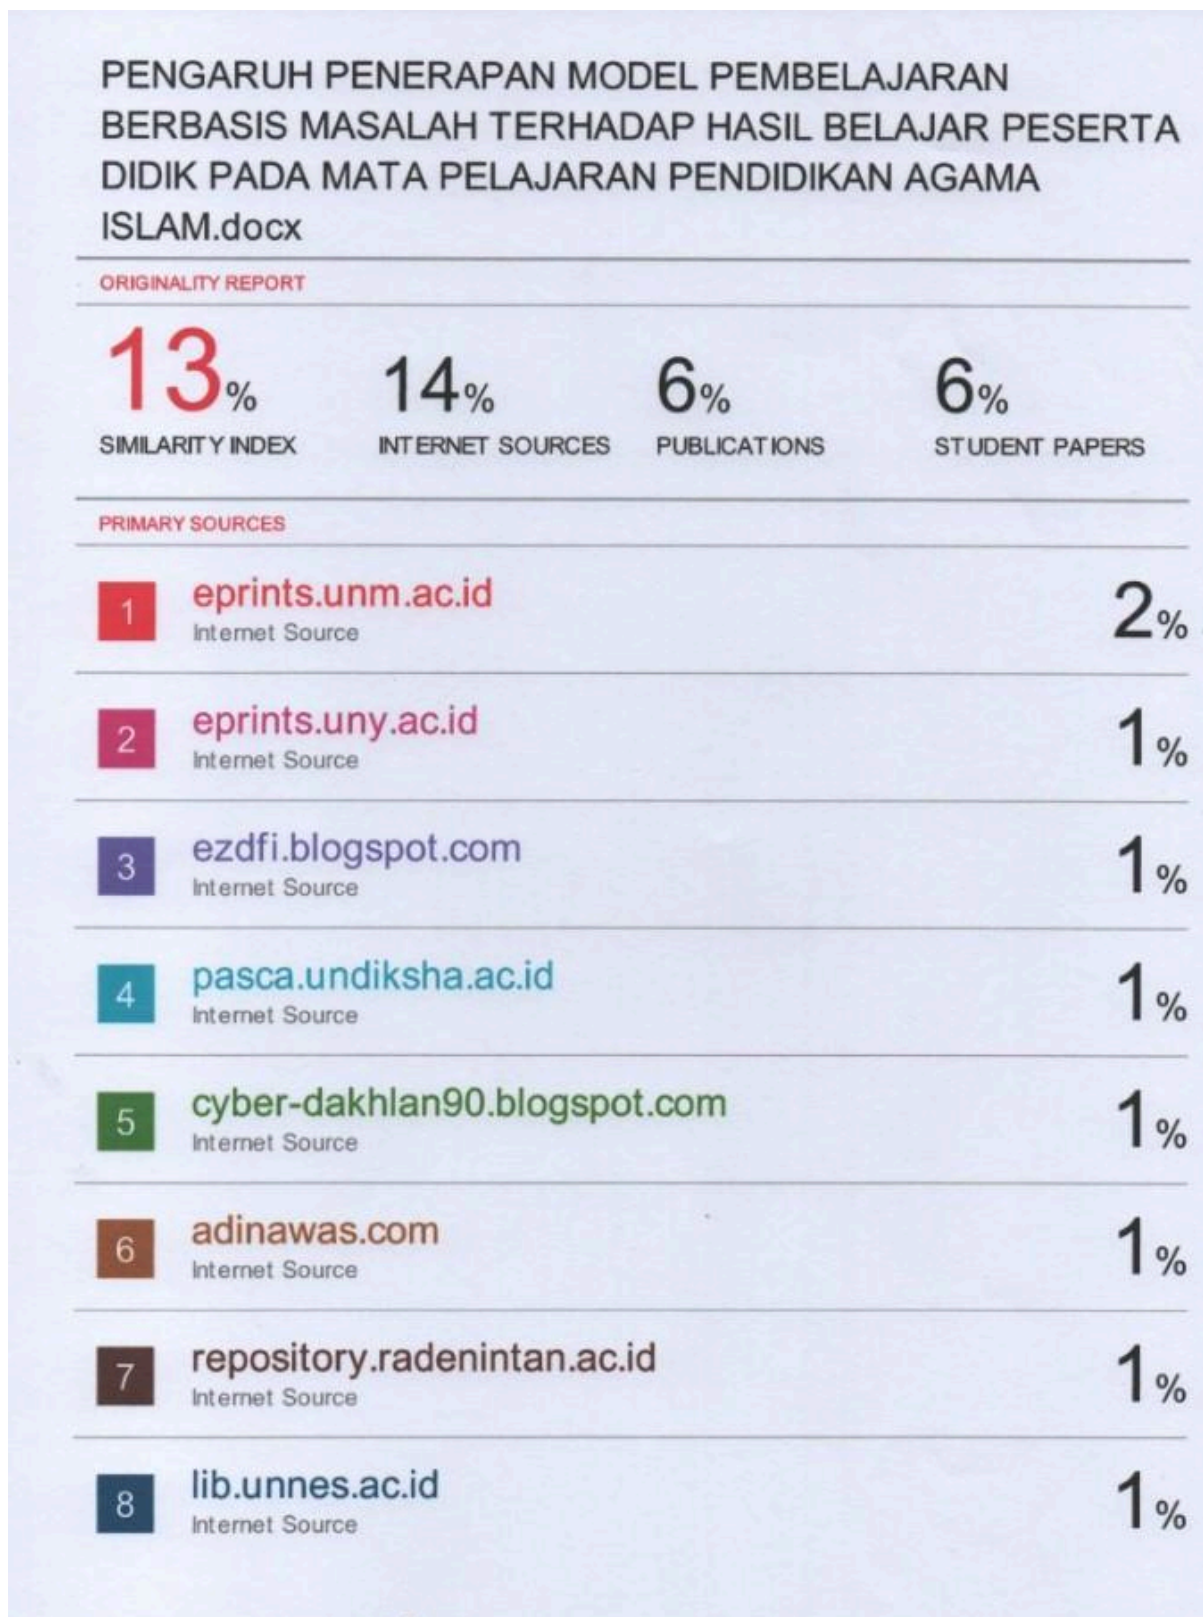 PENGARUH PENERAPAN MODEL PEMBELAJARAN
BERBASIS MASALAH TERHADAP HASIL BELAJAR PESERTA
DIDIK PADA MATA PELAJARAN PENDIDIKAN AGAMA
ISLAM.docx
ORIGINALITY REPORT
13% 14% 6% 6%
SIMILARITY INDEX INTERNET SOURCES PUBLICATIONS STUDENT PAPERS
PRIMARY SOURCES
1 eprints.unm.ac.id 2%
Internet Source
2 eprints.uny.ac.id 1%
Internet Source
3 ezdfi.blogspot.com 1%
Internet Source
4 pasca.undiksha.ac.id 1%
Internet Source
5 cyber-dakhlan90.blogspot.com 1%
Internet Source
6 adinawas.com 1%
Internet Source
7 repository.radenintan.ac.id 1%
Internet Source
8 lib.unnes.ac.id 1%
Internet Source